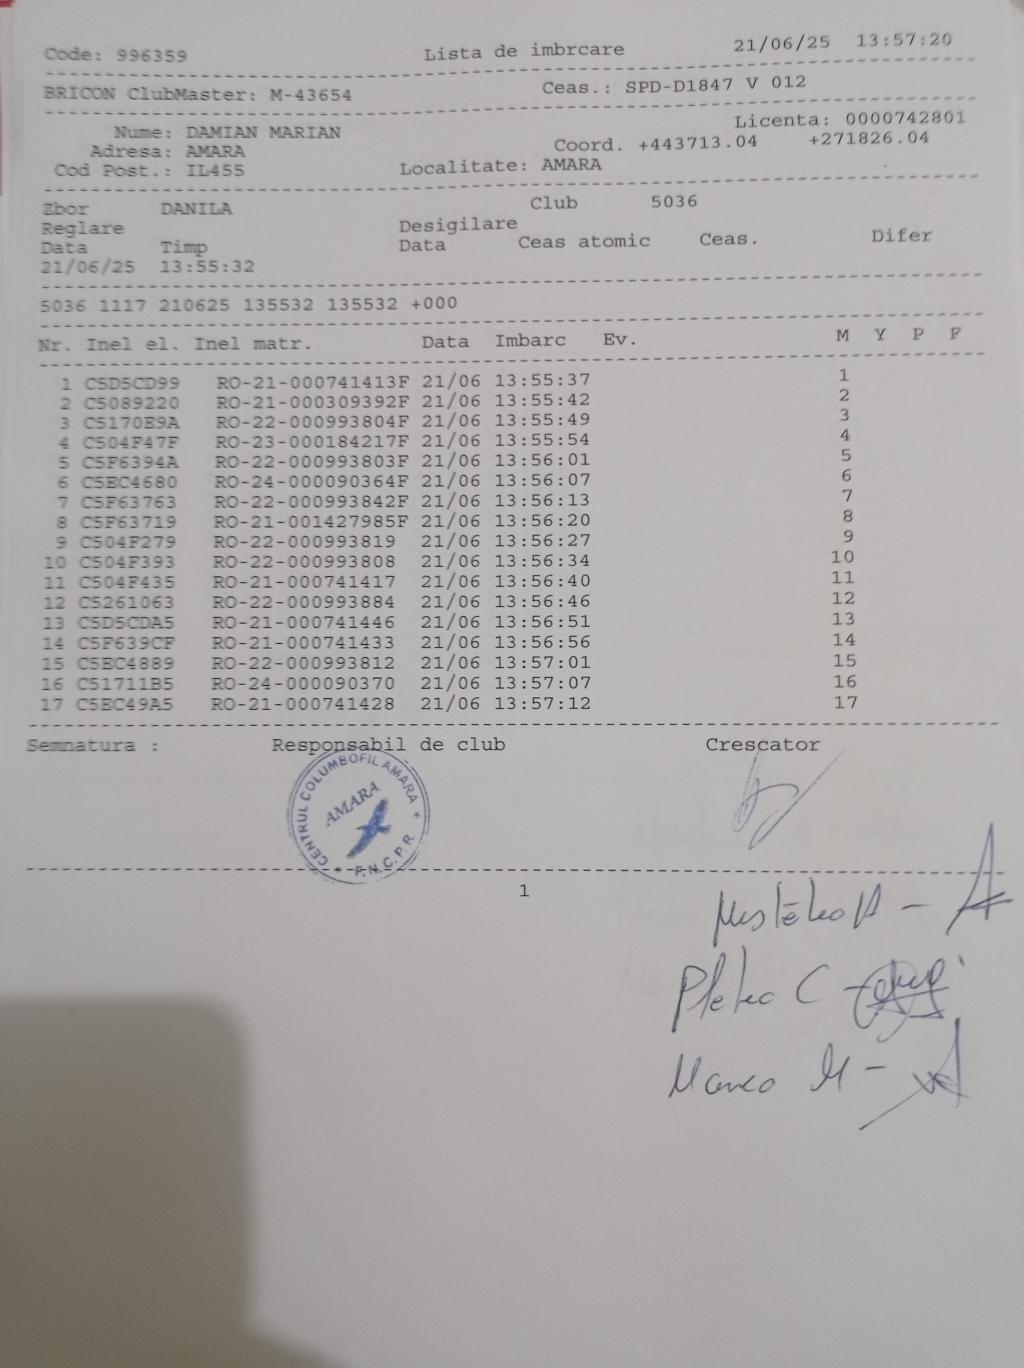 Code: 996359 Lista de imbrcare 21/06/25 13:57:20
BRICON ClubMaster: M-43654 Ceas.: SPD-D1847 V 012
Licenta: 0000742801
Nume: DAMIAN MARIAN
Coord. +443713.04 +271826.04
Adresa: AMARA
Cod Post.: IL455 Localitate: AMARA
Zbor DANILA Club 5036
Reglare Desigilare
Data Timp Data Ceas atomic Ceas. Difer
21/06/25 13:55:32
5036 1117 210625 135532 135532 +000
Nr. Inel el. Inel matr. Data Imbarc Ev. M Y P F
1 C5D5CD99 RO-21-000741413F 21/06 13:55:37 1
2 C5089220 RO-21-000309392F 21/06 13:55:42 2
3 C5170E9A RO-22-000993804F 21/06 13:55:49 3
4 C504F47F RO-23-000184217F 21/06 13:55:54 4
5 C5F6394A RO-22-000993803F 21/06 13:56:01 5
6 C5EC4680 RO-24-000090364F 21/06 13:56:07 6
7 C5F63763 RO-22-000993842F 21/06 13:56:13 7
8 C5F63719 RO-21-001427985F 21/06 13:56:20 8
9 C504F279 RO-22-000993819 21/06 13:56:27 9
10 C504F393 RO-22-000993808 21/06 13:56:34 10
11 C504F435 RO-21-000741417 21/06 13:56:40 11
12 C5261063 RO-22-000993884 21/06 13:56:46 12
13 C5D5CDA5 RO-21-000741446 21/06 13:56:51 13
14 C5F639CF RO-21-000741433 21/06 13:56:56 14
15 C5EC4889 RO-22-000993812 21/06 13:57:01 15
16 C51711B5 RO-24-000090370 21/06 13:57:07 16
17 C5EC49A5 RO-21-000741428 21/06 13:57:12 17
Semnatura : Responsabil de club Crescator
CENTRUL COLUMBOFIL AMARA
AMARA
* F.N.C.P.R. *
1
C -
M -